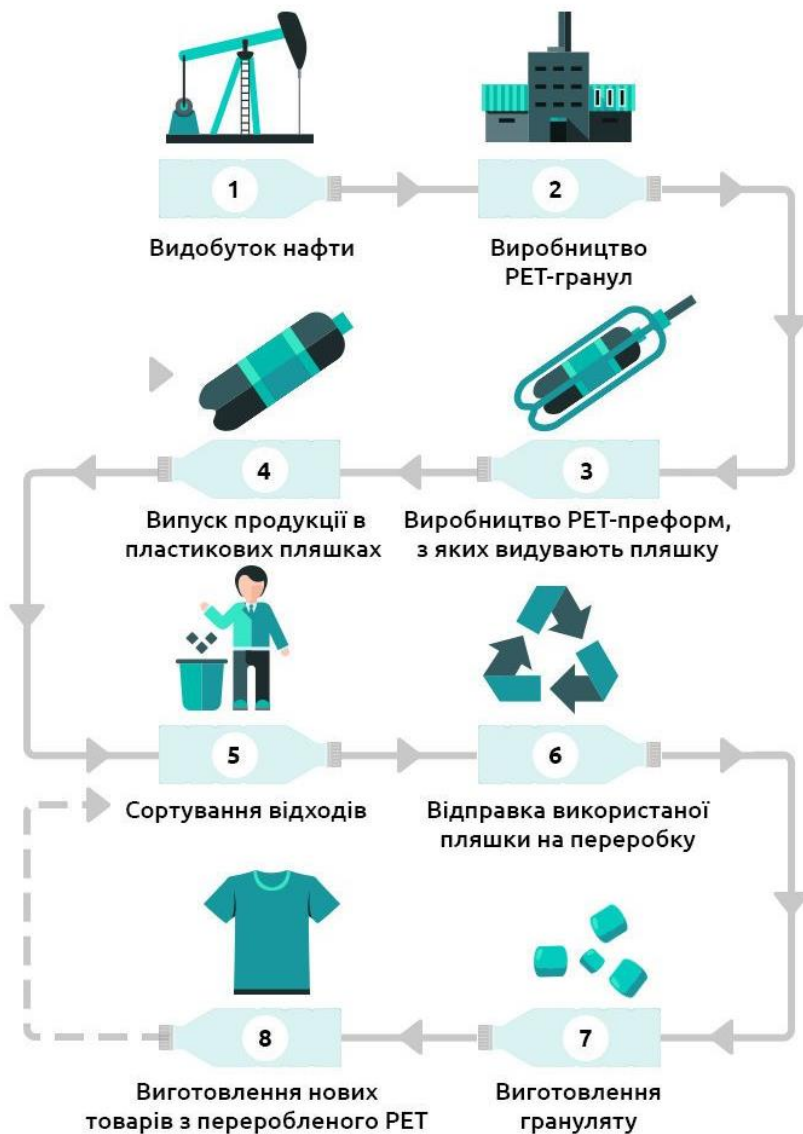 1
2
Видобуток нафти
Виробництво
PET-гранул
4
3
Випуск продукції в
пластикових пляшках
Виробництво PET-преформ,
з яких видувають пляшку
5
6
Сортування відходів
Відправка використаної
пляшки на переробку
8
7
Виготовлення нових
товарів з переробленого PET
Виготовлення
грануляту